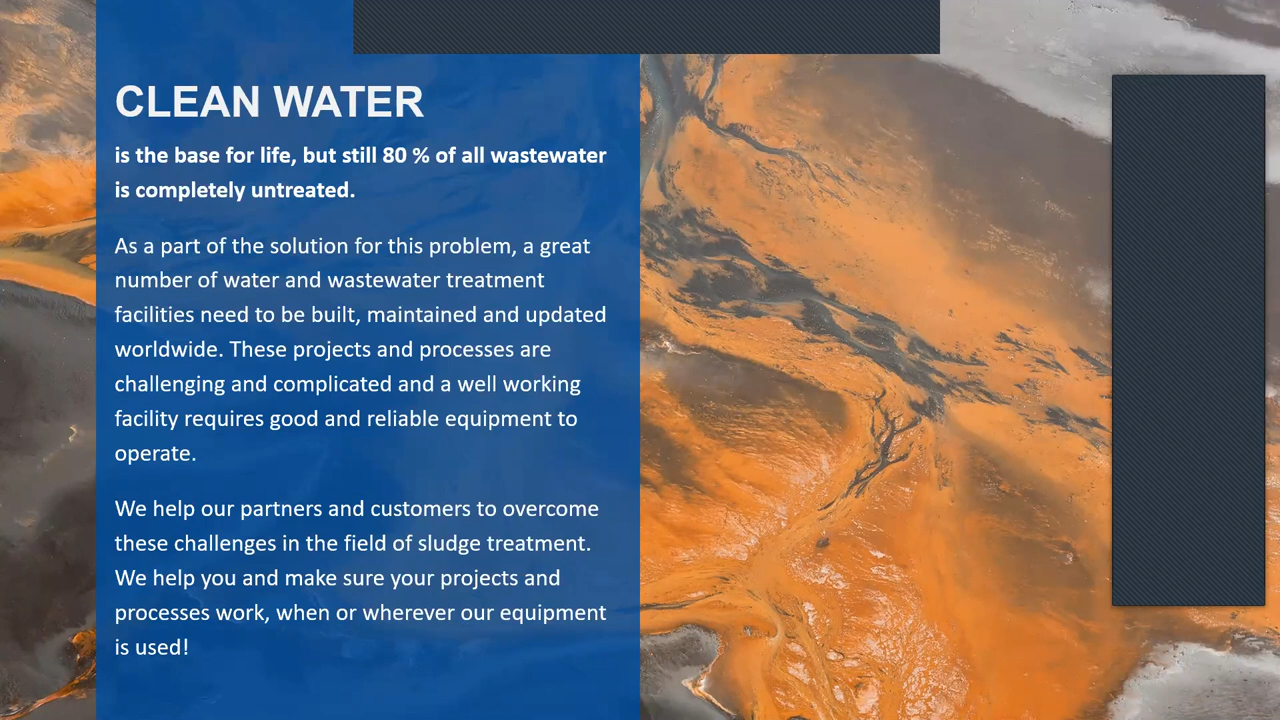 CLEAN WATER
is the base for life, but still 80 % of all wastewater
is completely untreated.
As a part of the solution for this problem, a great
number of water and wastewater treatment
facilities need to be built, maintained and updated
worldwide. These projects and processes are
challenging and complicated and a well working
facility requires good and reliable equipment to
operate.
We help our partners and customers to overcome
these challenges in the field of sludge treatment.
We help you and make sure your projects and
processes work, when or wherever our equipment
is used!